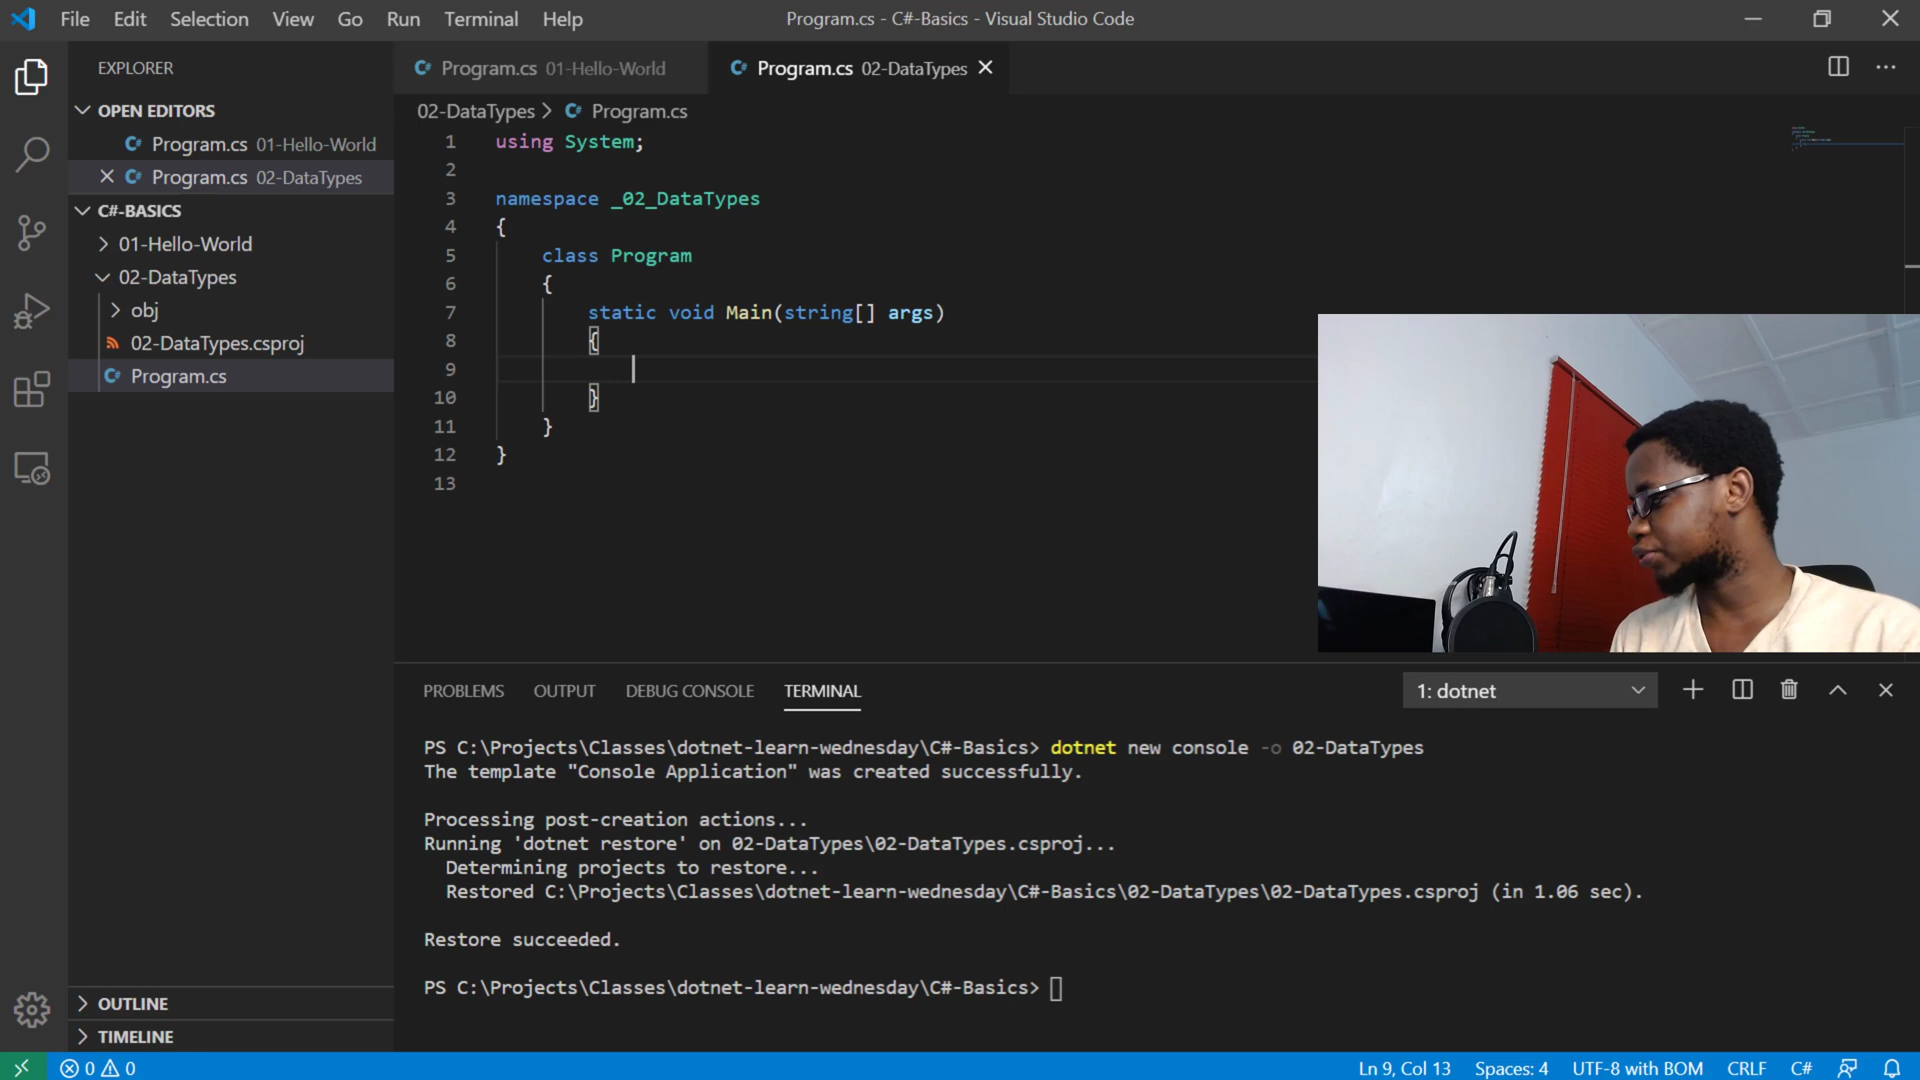 File Edit Selection View Go Run Terminal Help
Program.cs - C#-Basics - Visual Studio Code
EXPLORER
OPEN EDITORS
Program.cs 01-Hello-World
Program.cs 02-DataTypes
C#-BASICS
01-Hello-World
02-DataTypes
obj
02-DataTypes.csproj
Program.cs
OUTLINE
TIMELINE
Program.cs 01-Hello-World
Program.cs 02-DataTypes
02-DataTypes > Program.cs
1 using System;
2
3 namespace _02_DataTypes
4 {
5 class Program
6 {
7 static void Main(string[] args)
8 {
9
10 }
11 }
12 }
13
PROBLEMS OUTPUT DEBUG CONSOLE TERMINAL
1: dotnet
PS C:\Projects\Classes\dotnet-learn-wednesday\C#-Basics> dotnet new console -o 02-DataTypes
The template "Console Application" was created successfully.
Processing post-creation actions...
Running 'dotnet restore' on 02-DataTypes\02-DataTypes.csproj...
Determining projects to restore...
Restored C:\Projects\Classes\dotnet-learn-wednesday\C#-Basics\02-DataTypes\02-DataTypes.csproj (in 1.06 sec).
Restore succeeded.
PS C:\Projects\Classes\dotnet-learn-wednesday\C#-Basics>
0 0
Ln 9, Col 13 Spaces: 4 UTF-8 with BOM CRLF C#